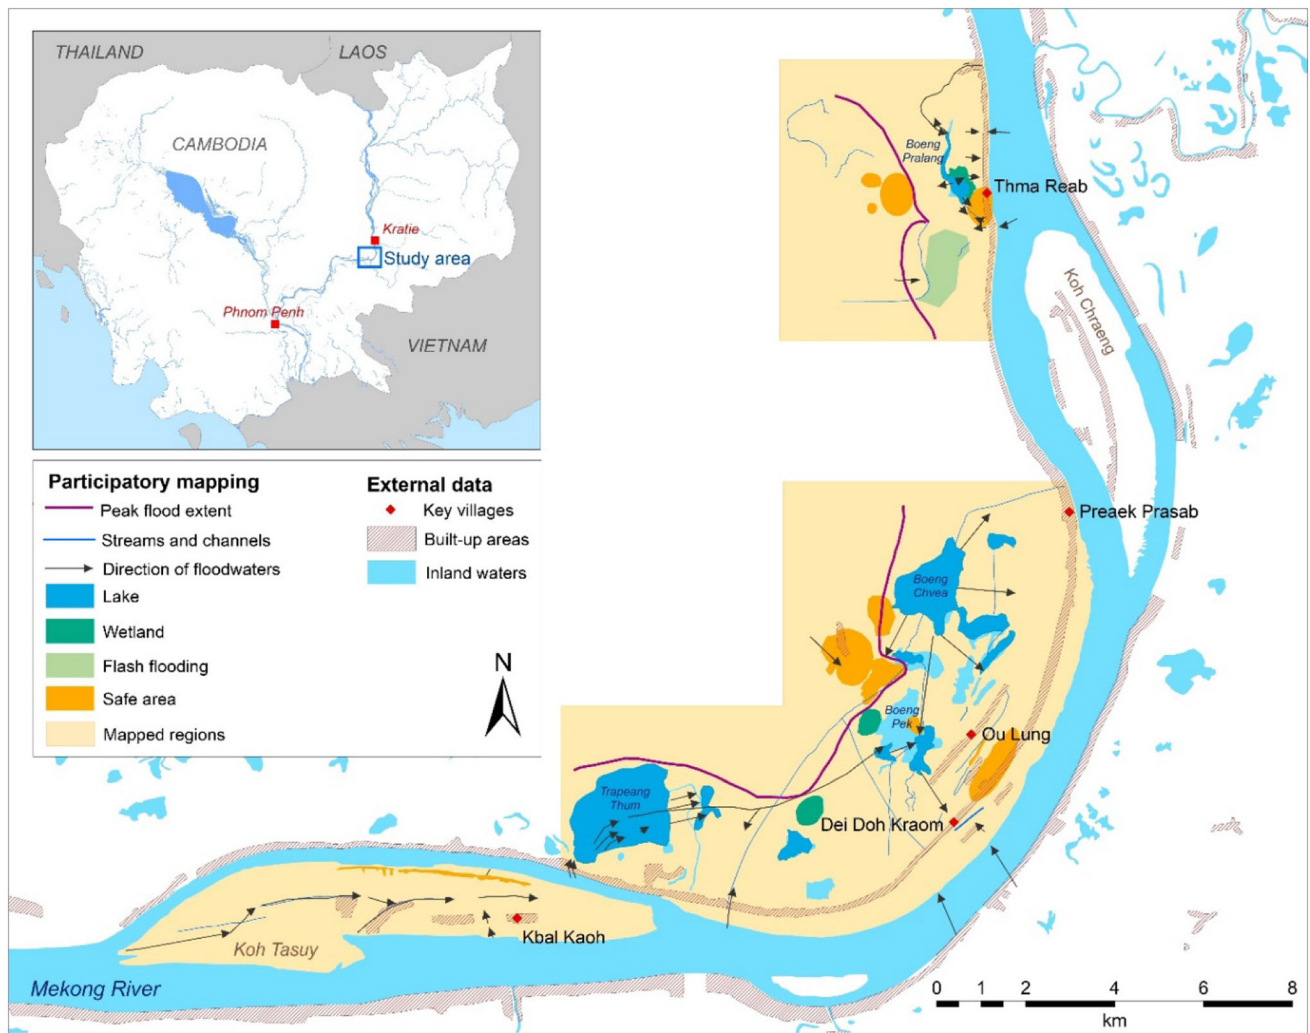 THAILAND
LAOS
CAMBODIA
Kratie
Study area
Phnom Penh
VIETNAM
Participatory mapping
Peak flood extent
Streams and channels
Direction of floodwaters
Lake
Wetland
Flash flooding
Safe area
Mapped regions
External data
Key villages
Built-up areas
Inland waters
N
Boeng
Pralang
Thma Reab
Koh Chraeng
Preaek Prasab
Boeng
Chvea
Boeng
Pek
Ou Lung
Trapeang
Thum
Dei Doh Kraom
Kbal Kaoh
Koh Tasuy
Mekong River
0 1 2 4 6 8
km